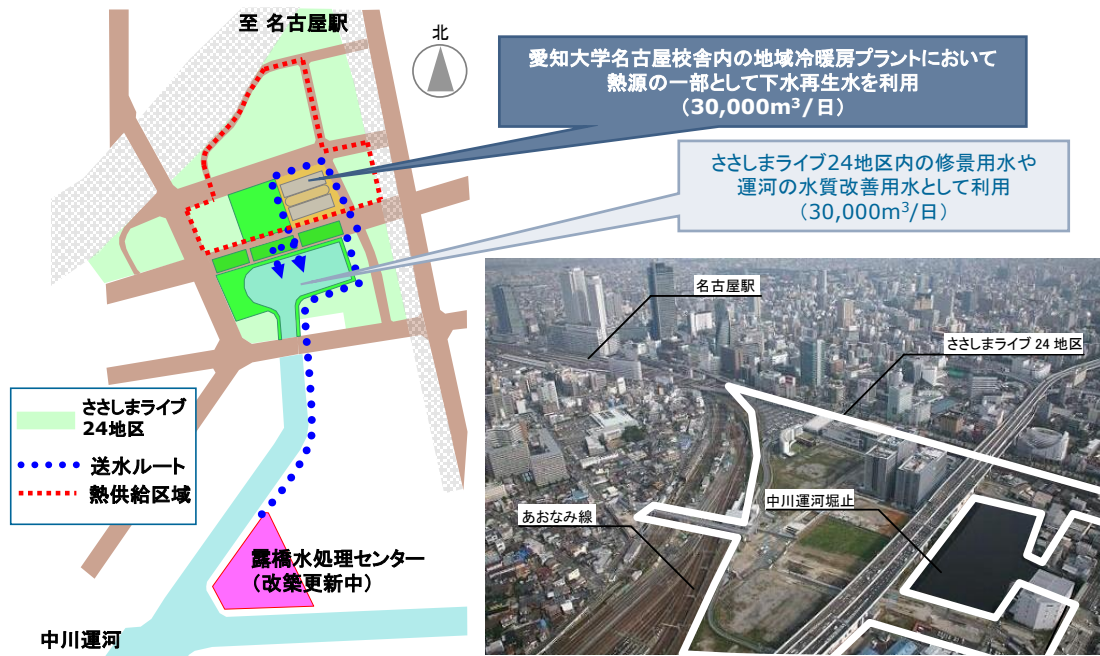 至 名古屋駅
北
愛知大学名古屋校舎内の地域冷暖房プラントにおいて
熱源の一部として下水再生水を利用
（30,000m³/日）
ささしまライブ24地区内の修景用水や
運河の水質改善用水として利用
（30,000m³/日）
ささしまライブ
24地区
送水ルート
熱供給区域
露橋水処理センター
（改築更新中）
中川運河
名古屋駅
ささしまライブ 24 地区
中川運河堀止
あおなみ線